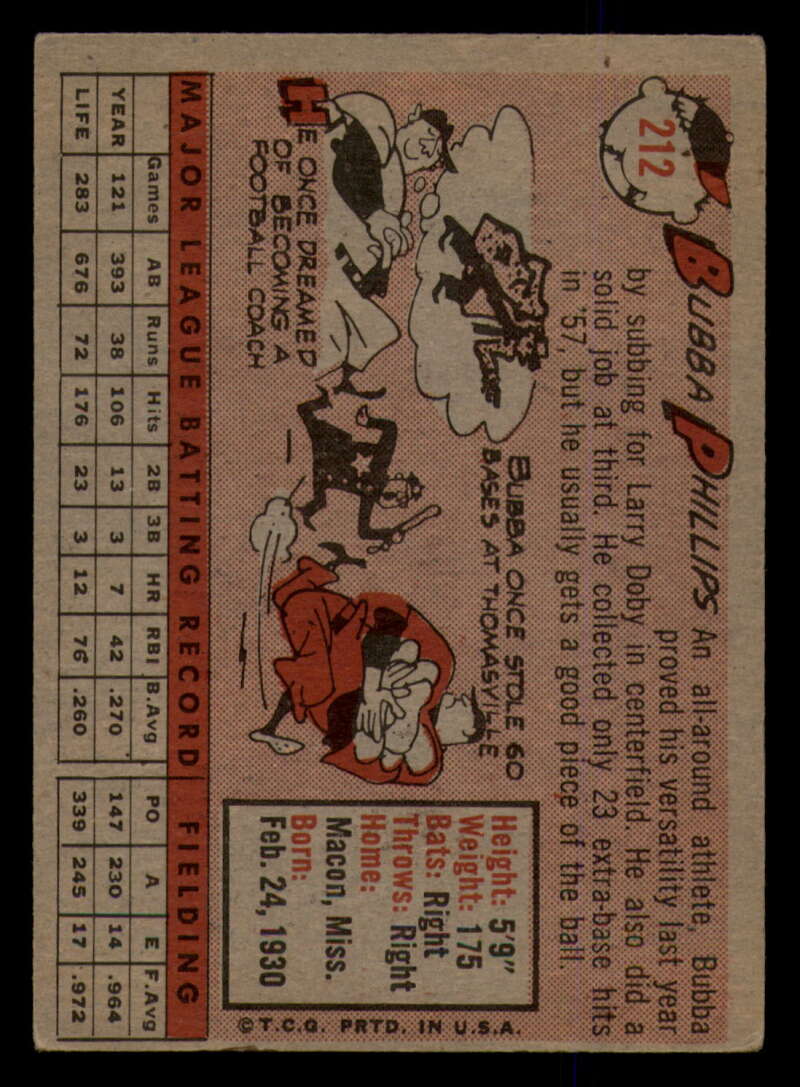 212
BUBBA PHILLIPS An all-around athlete, Bubba
proved his versatility last year
by subbing for Larry Doby in centerfield. He also did a
solid job at third. He collected only 23 extra-base hits
in '57, but he usually gets a good piece of the ball.
HE ONCE DREAMED
OF BECOMING A
FOOTBALL COACH
BUBBA ONCE STOLE 60
BASES AT THOMASVILLE
Height: 5'9"
Weight: 175
Bats: Right
Throws: Right
Home:
Macon, Miss.
Born:
Feb. 24, 1930
© T.C.G. PRTD. IN U.S.A.
MAJOR LEAGUE BATTING RECORD FIELDING
Games AB Runs Hits 2B 3B HR RBI B.Avg PO A E F.Avg
YEAR 121 393 38 106 13 3 7 42 .270 147 230 14 .964
LIFE 283 676 72 176 23 3 12 76 .260 339 245 17 .972